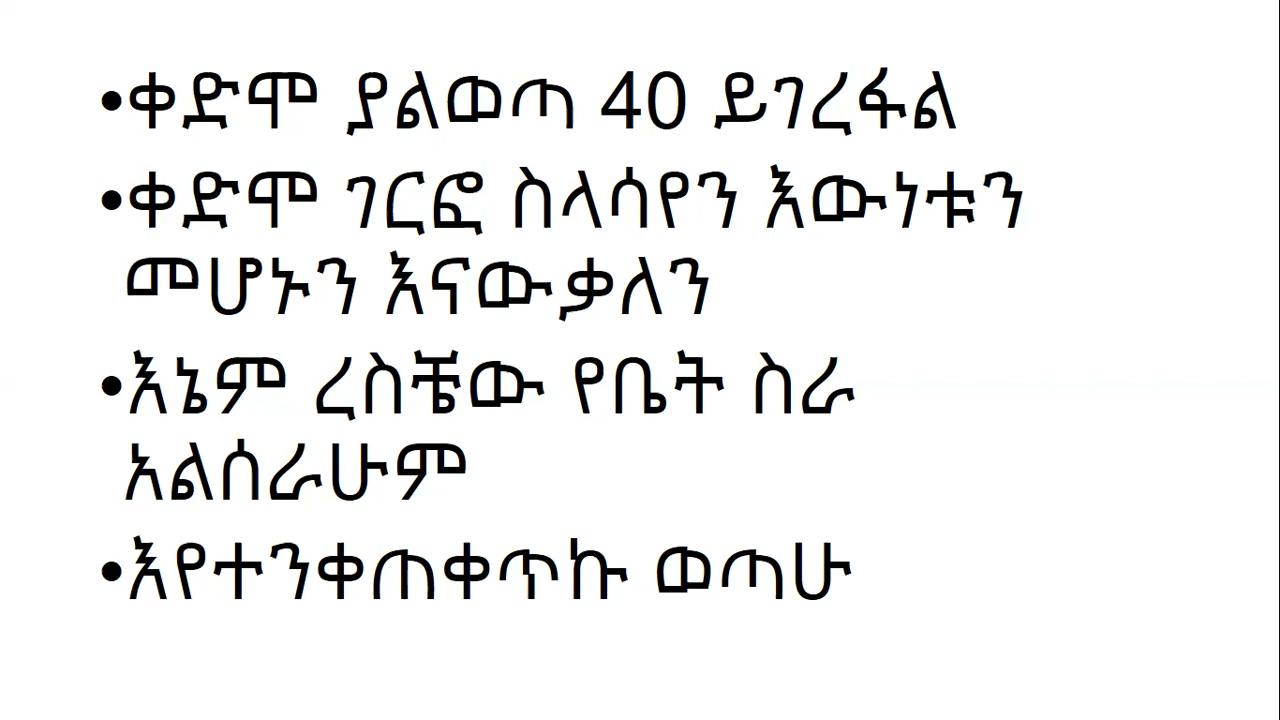 •ቀድሞ ያልወጣ 40 ይገረፋል
•ቀድሞ ገርፎ ስላሳየን እውነቱን
መሆኑን እናውቃለን
•እኔም ረስቼው የቤት ስራ
አልሰራሁም
•እየተንቀጠቀጥኩ ወጣሁ